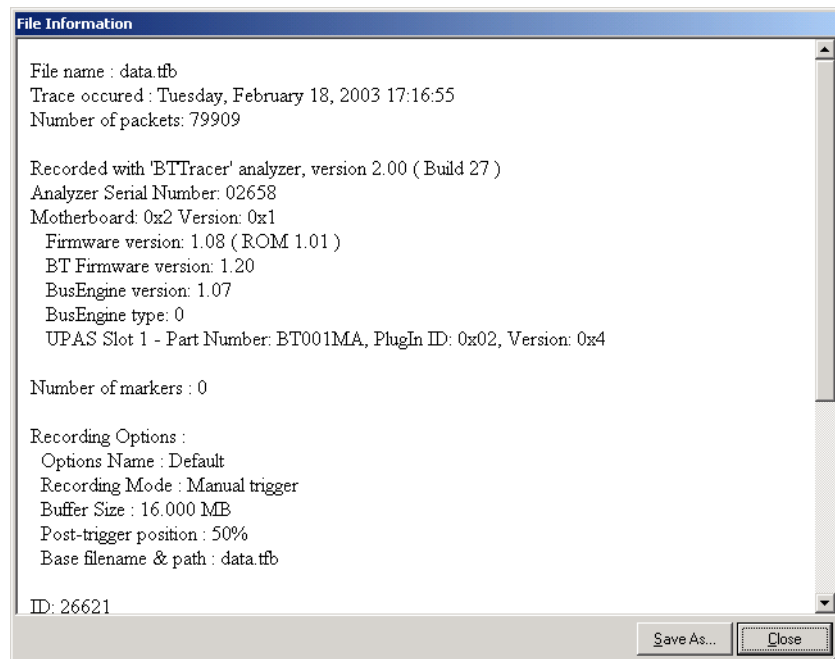 File Information
File name : data.tfb
Trace occured : Tuesday, February 18, 2003 17:16:55
Number of packets: 79909
Recorded with 'BTTracer' analyzer, version 2.00 ( Build 27 )
Analyzer Serial Number: 02658
Motherboard: 0x2 Version: 0x1
Firmware version: 1.08 ( ROM 1.01 )
BT Firmware version: 1.20
BusEngine version: 1.07
BusEngine type: 0
UPAS Slot 1 - Part Number: BT001MA, PlugIn ID: 0x02, Version: 0x4
Number of markers : 0
Recording Options :
Options Name : Default
Recording Mode : Manual trigger
Buffer Size : 16.000 MB
Post-trigger position : 50%
Base filename & path : data.tfb
ID: 26621
Save As...
Close